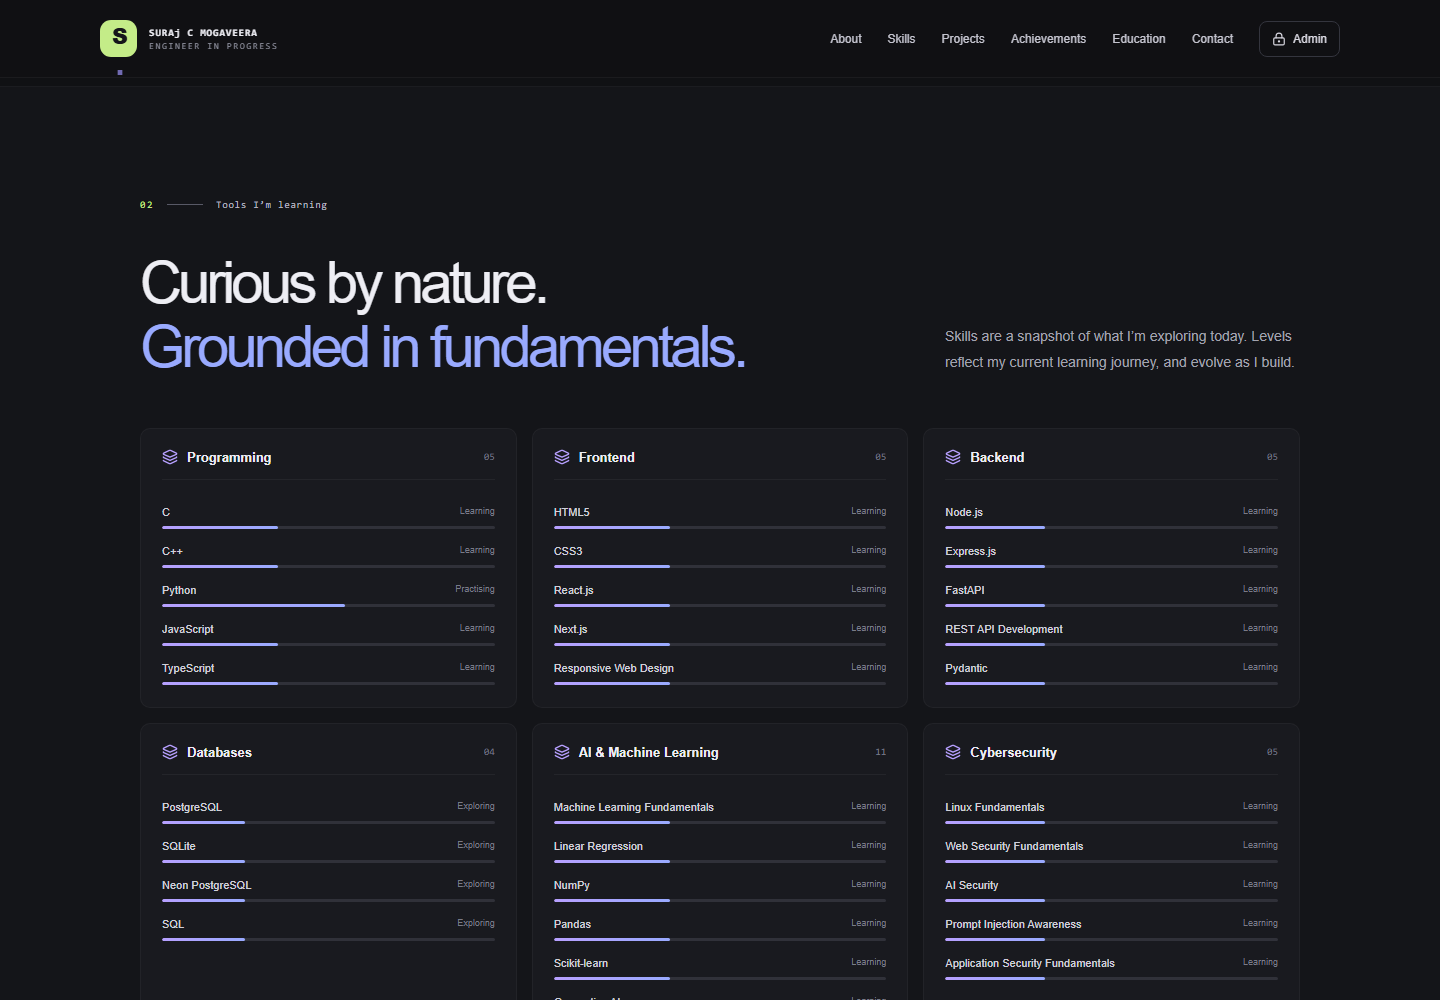 S
SURAj C MOGAVEERA
ENGINEER IN PROGRESS
About Skills Projects Achievements Education Contact Admin
02 Tools I’m learning
Curious by nature.
Grounded in fundamentals.
Skills are a snapshot of what I’m exploring today. Levels
reflect my current learning journey, and evolve as I build.
Programming 05
C Learning
C++ Learning
Python Practising
JavaScript Learning
TypeScript Learning
Frontend 05
HTML5 Learning
CSS3 Learning
React.js Learning
Next.js Learning
Responsive Web Design Learning
Backend 05
Node.js Learning
Express.js Learning
FastAPI Learning
REST API Development Learning
Pydantic Learning
Databases 04
PostgreSQL Exploring
SQLite Exploring
Neon PostgreSQL Exploring
SQL Exploring
AI & Machine Learning 11
Machine Learning Fundamentals Learning
Linear Regression Learning
NumPy Learning
Pandas Learning
Scikit-learn Learning
Cybersecurity 05
Linux Fundamentals Learning
Web Security Fundamentals Learning
AI Security Learning
Prompt Injection Awareness Learning
Application Security Fundamentals Learning